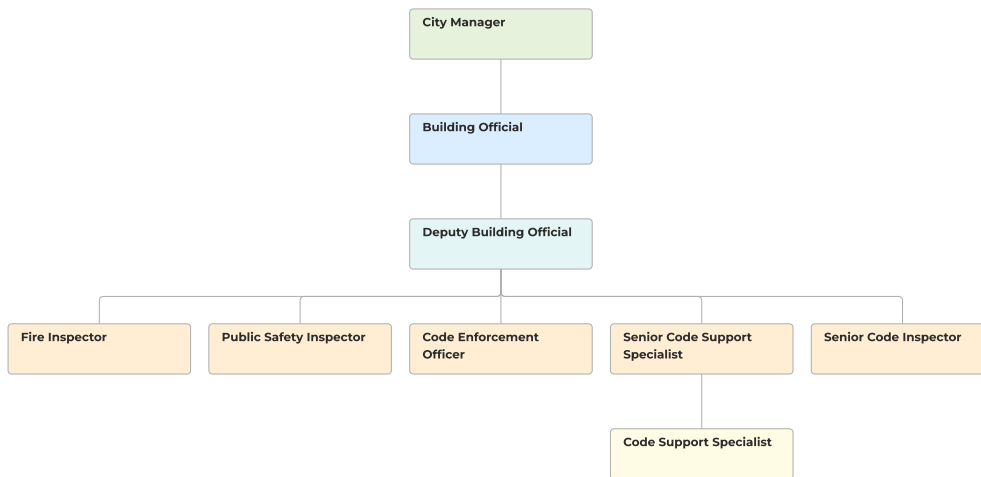 City Manager
Building Official
Deputy Building Official
Fire Inspector
Public Safety Inspector
Code Enforcement
Officer
Senior Code Support
Specialist
Senior Code Inspector
Code Support Specialist